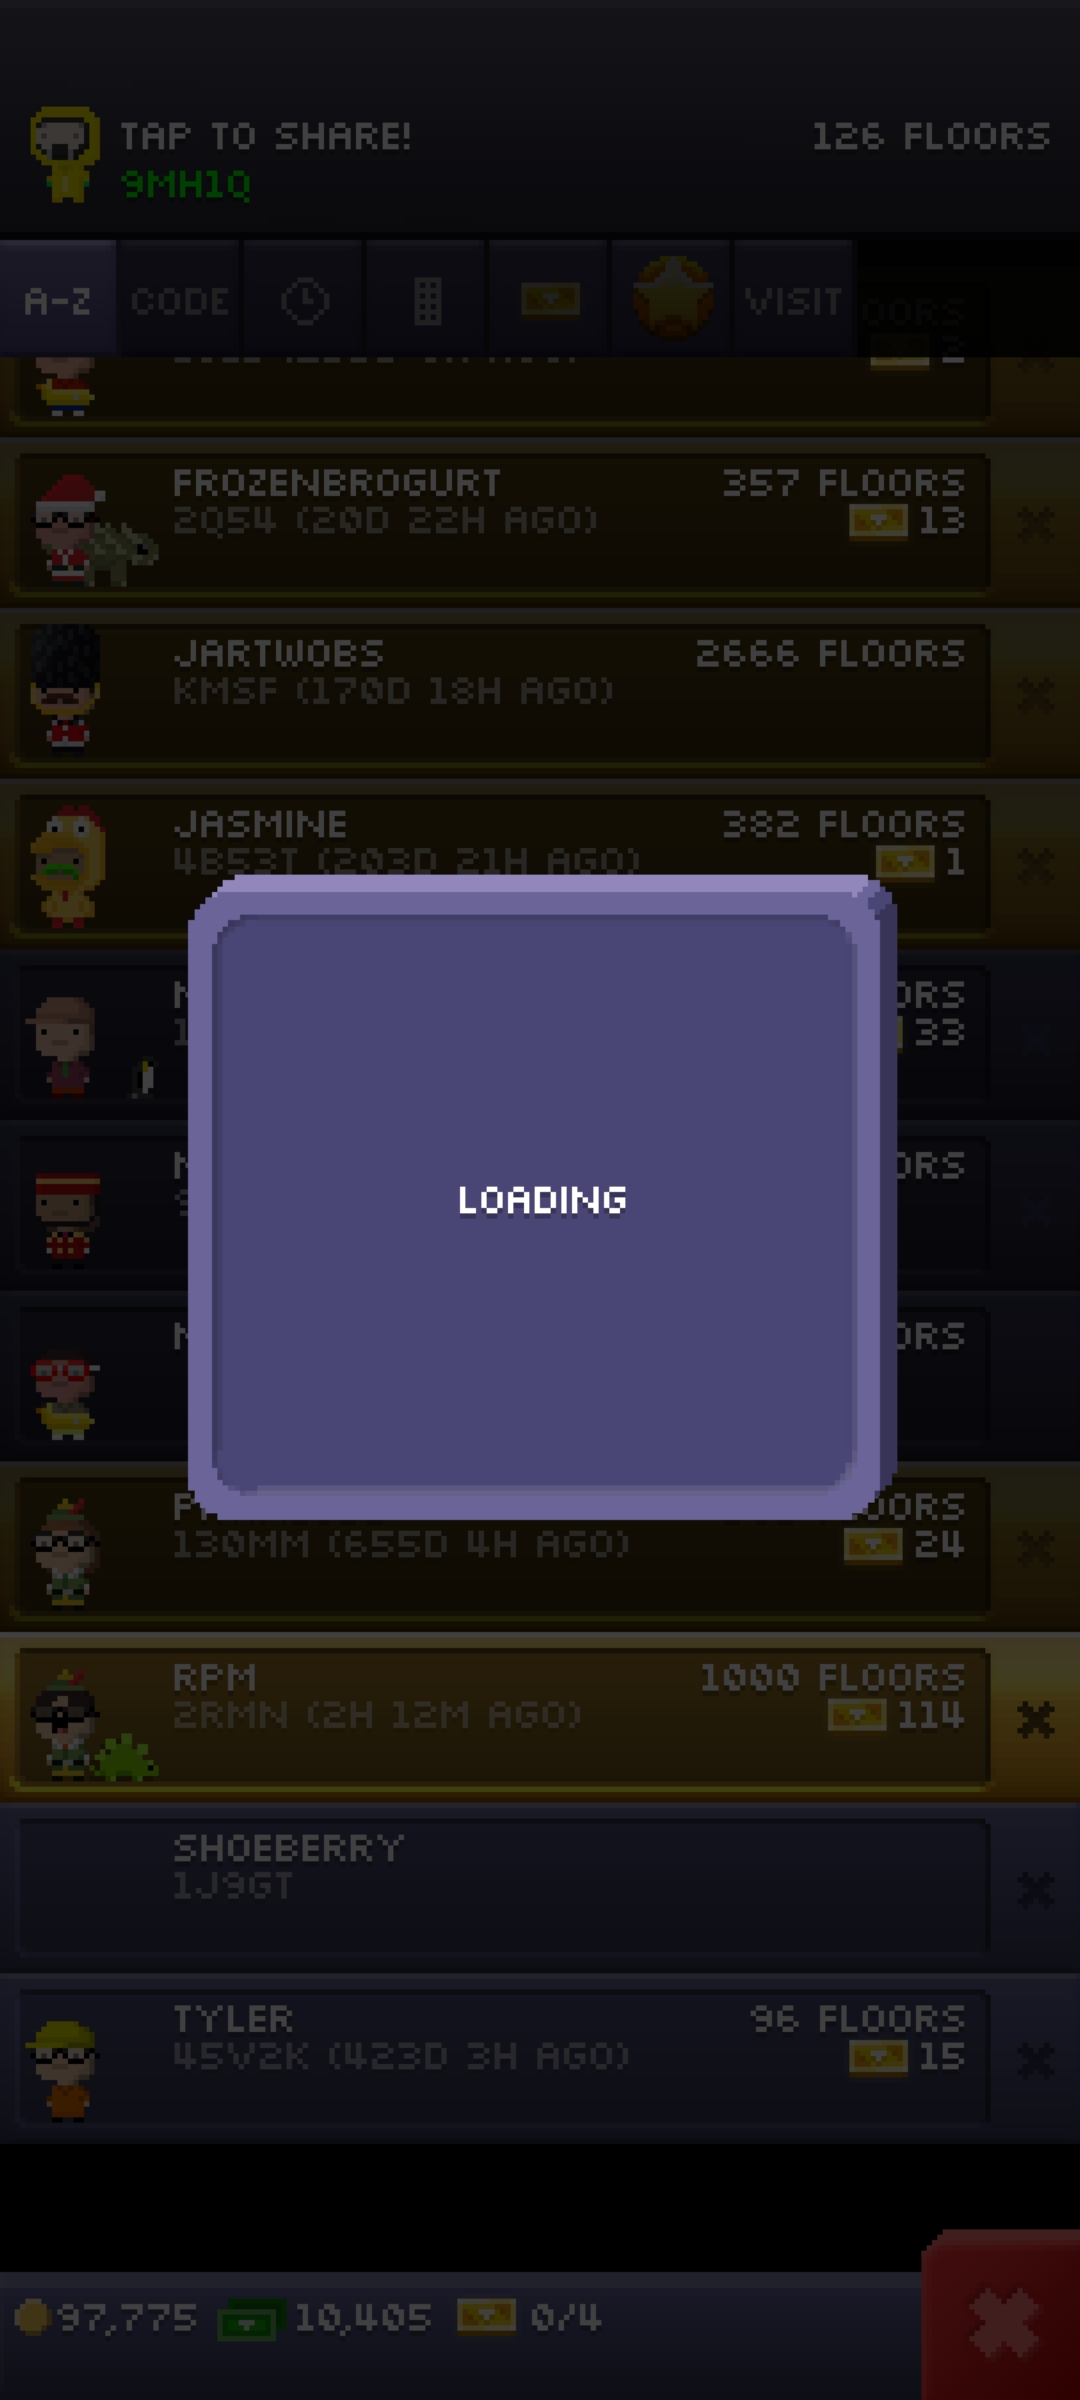 TAP TO SHARE!
126 FLOORS
9MH1Q
A-Z
CODE
VISIT
2
FROZENBROGURT
357 FLOORS
2Q54 (20D 22H AGO)
13
JARTWOBS
2666 FLOORS
KMSF (170D 18H AGO)
JASMINE
382 FLOORS
4B53T (203D 21H AGO)
1
33
LOADING
130MM (655D 4H AGO)
24
RPM
1000 FLOORS
2RMN (2H 12M AGO)
114
SHOEBERRY
1J9GT
TYLER
96 FLOORS
45V2K (423D 3H AGO)
15
97,775
10,405
0/4